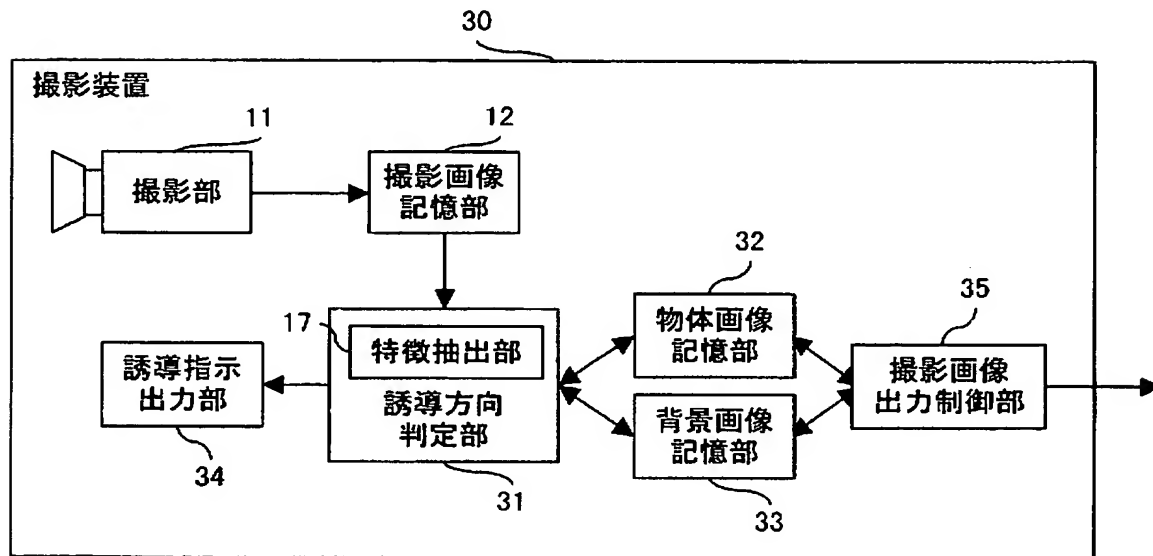 30
撮影装置
11
12
撮影部
撮影画像
記憶部
32
35
17
特徴抽出部
誘導方向
判定部
物体画像
記憶部
誘導指示
出力部
撮影画像
出力制御部
背景画像
記憶部
34
31
33